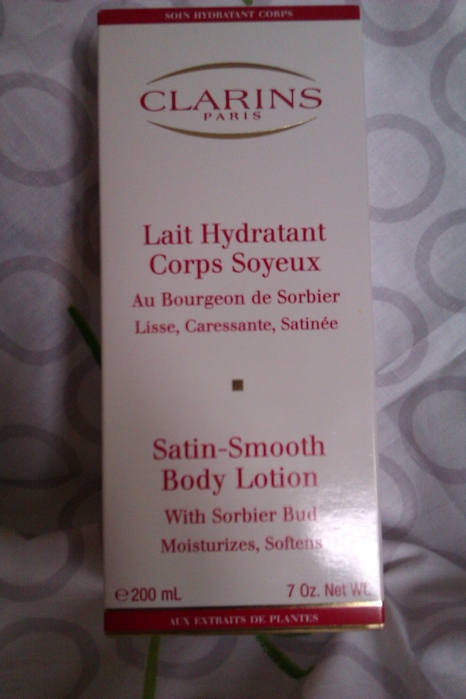 SOIN HYDRATANT CORPS
CLARINS
PARIS
Lait Hydratant
Corps Soyeux
Au Bourgeon de Sorbier
Lisse, Caressante, Satinée
Satin-Smooth
Body Lotion
With Sorbier Bud
Moisturizes, Softens
℮ 200 mL 7 Oz. Net Wt.
AUX EXTRAITS DE PLANTES